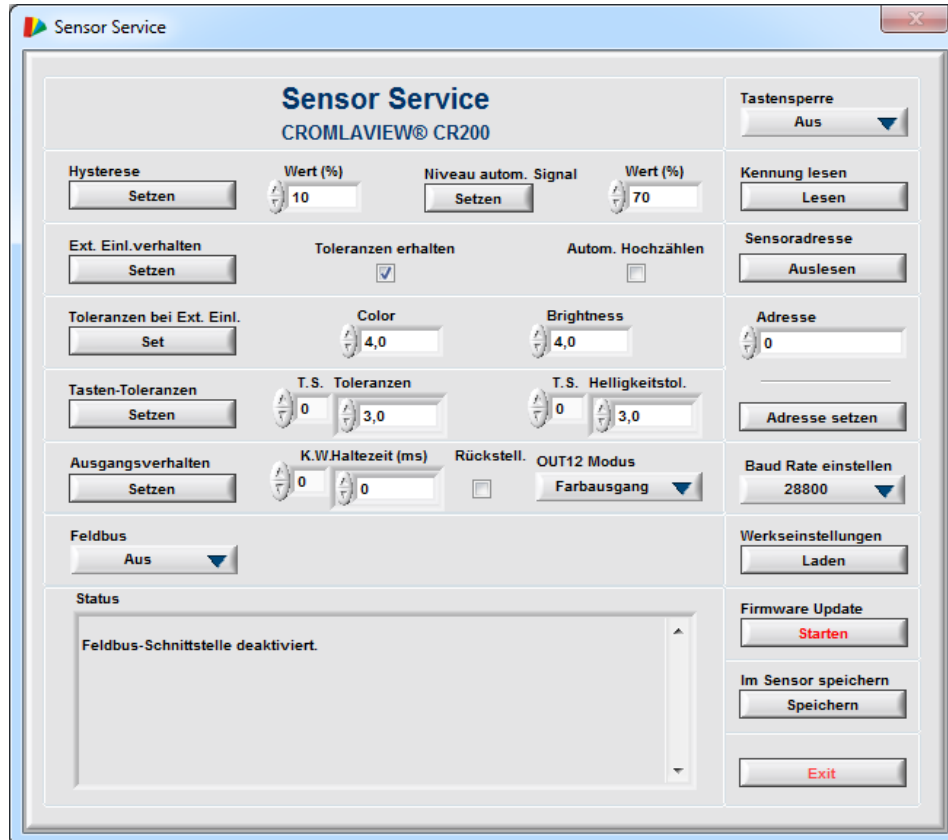 Sensor Service
Sensor Service
CROMLAVIEW® CR200
Tastensperre
Aus
Hysterese
Setzen
Wert (%)
10
Niveau autom. Signal
Setzen
Wert (%)
70
Kennung lesen
Lesen
Ext. Einl.verhalten
Setzen
Toleranzen erhalten
Autom. Hochzählen
Sensoradresse
Auslesen
Toleranzen bei Ext. Einl.
Set
Color
4,0
Brightness
4,0
Adresse
0
Tasten-Toleranzen
Setzen
T.S. Toleranzen
0 3,0
T.S. Helligkeitstol.
0 3,0
Adresse setzen
Ausgangsverhalten
Setzen
K.W.Haltezeit (ms)
0 0
Rückstell.
OUT12 Modus
Farbausgang
Baud Rate einstellen
28800
Feldbus
Aus
Werkseinstellungen
Laden
Status
Feldbus-Schnittstelle deaktiviert.
Firmware Update
Starten
Im Sensor speichern
Speichern
Exit